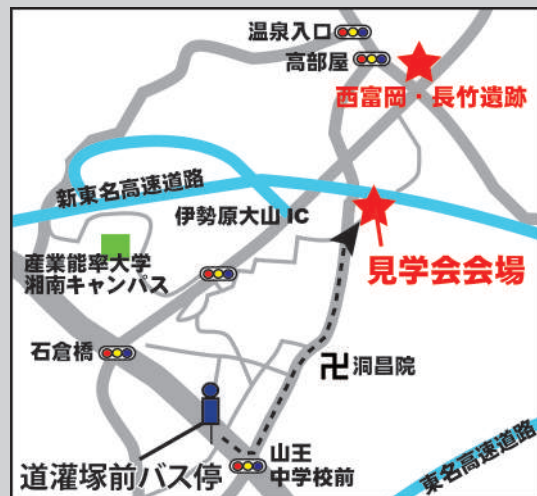 温泉入口
高部屋
西富岡・長竹遺跡
新東名高速道路
伊勢原大山 IC
産業能率大学
湘南キャンパス
見学会会場
石倉橋
卍 洞昌院
道灌塚前バス停
山王
中学校前
東名高速道路